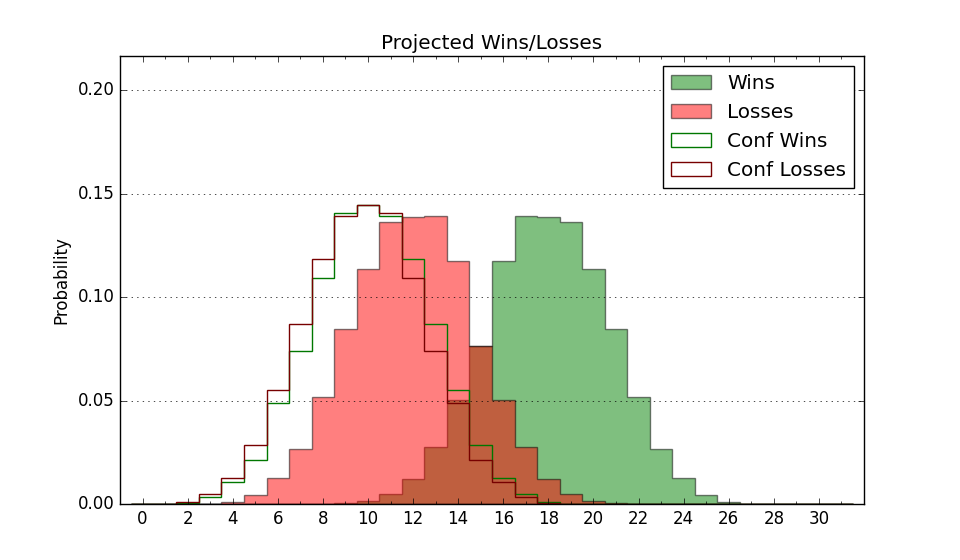 Projected Wins/Losses
Wins
Losses
Conf Wins
Conf Losses
Probability
0.20
0.15
0.10
0.05
0.00
0 2 4 6 8 10 12 14 16 18 20 22 24 26 28 30